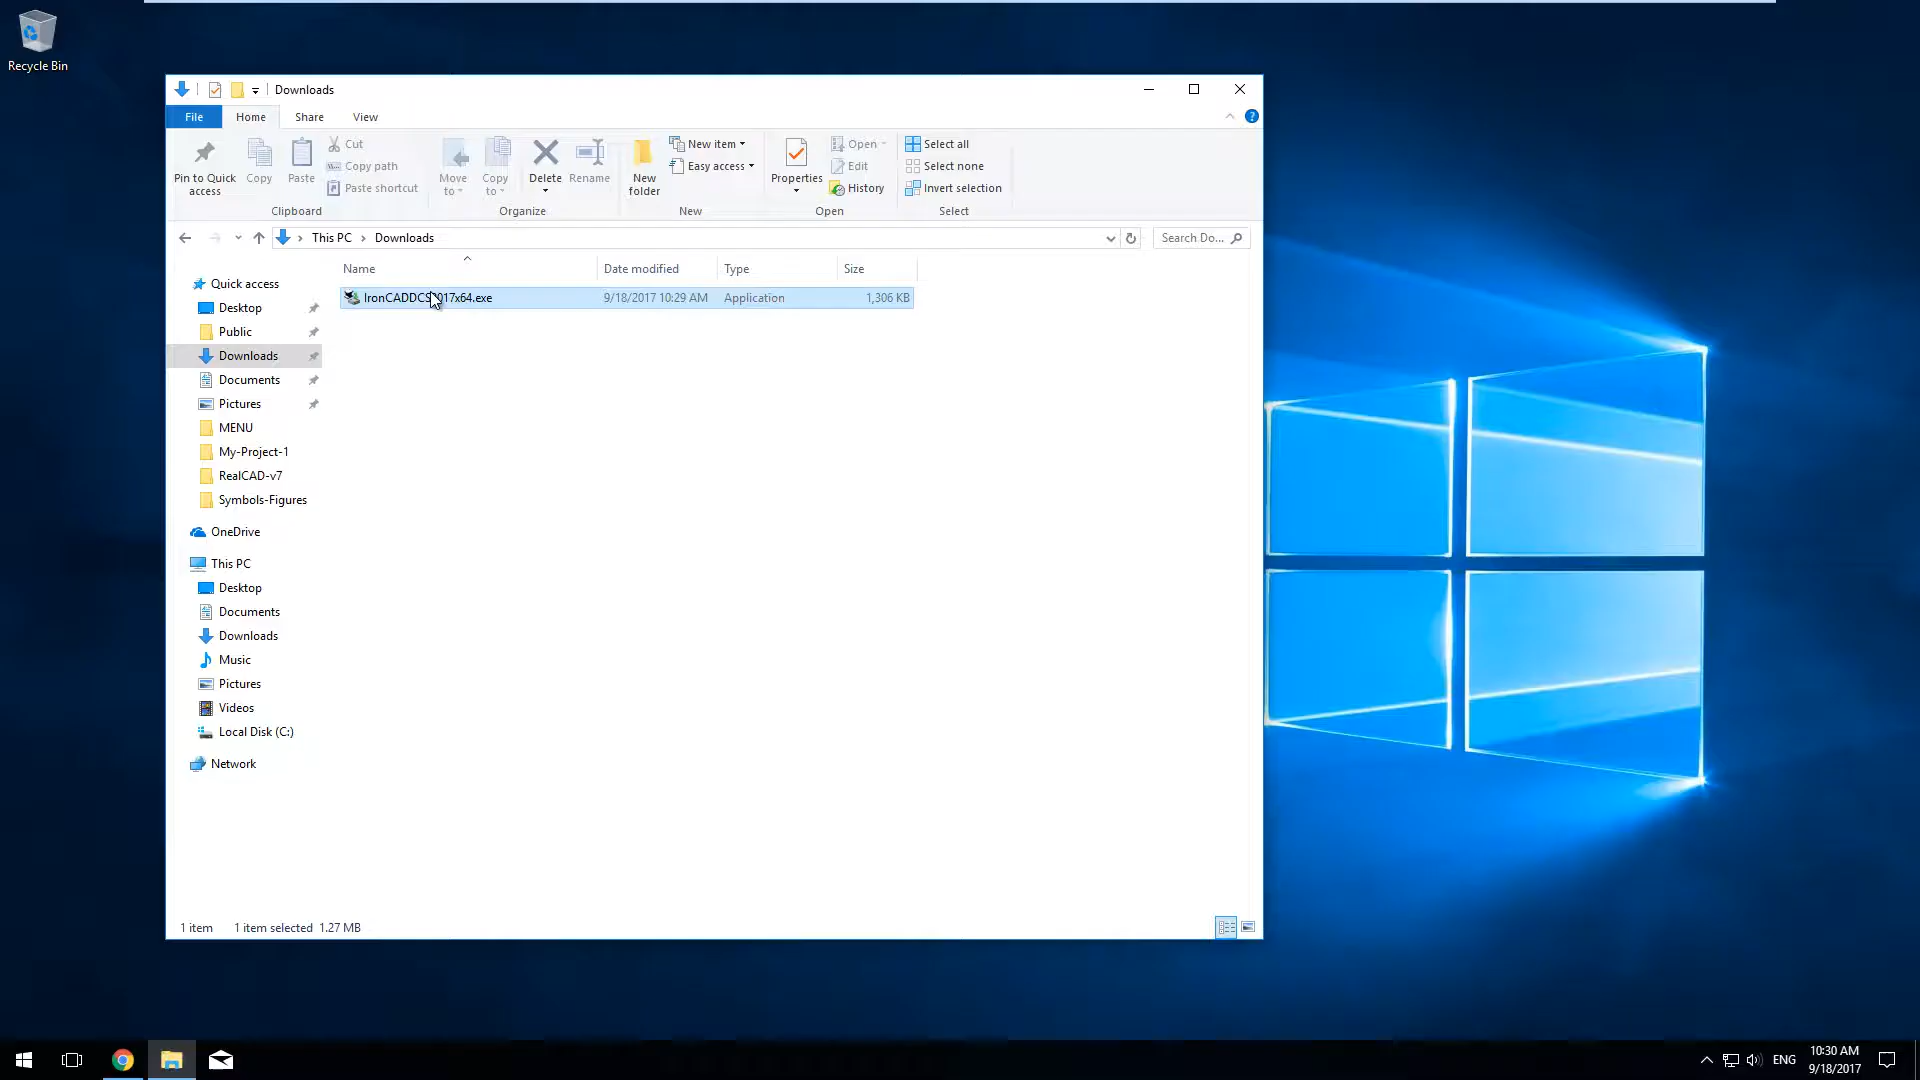 Recycle Bin
Downloads
File Home Share View
Pin to Quick access
Copy
Paste
Cut
Copy path
Paste shortcut
Clipboard
Move to
Copy to
Delete
Rename
Organize
New folder
New item
Easy access
New
Properties
Open
Edit
History
Open
Select all
Select none
Invert selection
Select
This PC > Downloads
Search Do...
Name Date modified Type Size
9/18/2017 10:29 AM Application 1,306 KB
Quick access
Desktop
Public
Downloads
Documents
Pictures
MENU
My-Project-1
RealCAD-v7
Symbols-Figures
OneDrive
This PC
Desktop
Documents
Downloads
Music
Pictures
Videos
Local Disk (C:)
Network
1 item 1 item selected 1.27 MB
ENG
10:30 AM
9/18/2017